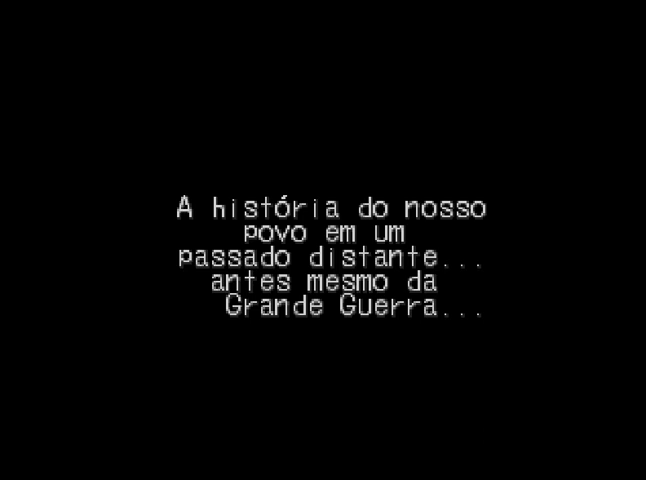 A história do nosso
povo em um
passado distante...
antes mesmo da
Grande Guerra...